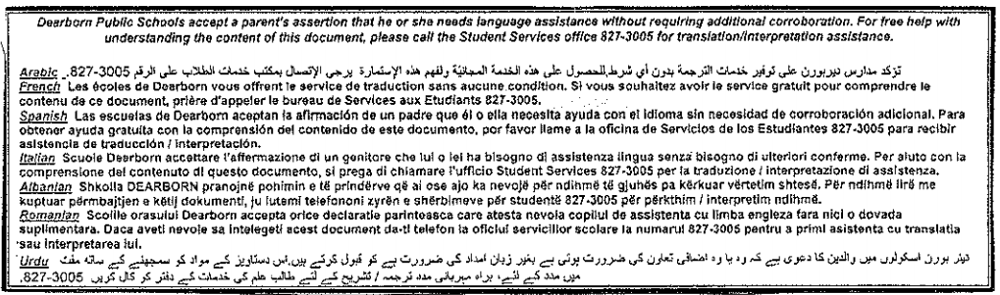 Dearborn Public Schools accept a parent's assertion that he or she needs language assistance without requiring additional corroboration. For free help with
understanding the content of this document, please call the Student Services office 827-3005 for translation/interpretation assistance.
Arabic تؤكد مدارس ديربورن على توفير خدمات الترجمة بدون أي شرط.للحصول على هذه الخدمة المجانيّة ولفهم هذه الإستمارة يرجى الإتصال بمكتب خدمات الطلاب على الرقم 827-3005.
French Les écoles de Dearborn vous offrent le service de traduction sans aucune condition. Si vous souhaitez avoir le service gratuit pour comprendre le
contenu de ce document, prière d'appeler le bureau de Services aux Etudiants 827-3005.
Spanish Las escuelas de Dearborn aceptan la afirmación de un padre que él o ella necesita ayuda con el idioma sin necesidad de corroboración adicional. Para
obtener ayuda gratuita con la comprensión del contenido de este documento, por favor llame a la oficina de Servicios de los Estudiantes 827-3005 para recibir
asistencia de traducción / interpretación.
Italian Scuole Dearborn accettare l'affermazione di un genitore che lui o lei ha bisogno di assistenza lingua senza bisogno di ulteriori conferme. Per aiuto con la
comprensione del contenuto di questo documento, si prega di chiamare l'ufficio Student Services 827-3005 per la traduzione / interpretazione di assistenza.
Albanian Shkolla DEARBORN pranojnë pohimin e të prindërve që ai ose ajo ka nevojë për ndihmë të gjuhës pa kërkuar vërtetim shtesë. Për ndihmë lirë me
kuptuar përmbajtjen e këtij dokumenti, ju lutemi telefononi zyrën e shërbimeve për studentë 827-3005 për përkthim / interpretim ndihmë.
Romanian Scolile orasului Dearborn accepta orice declaratie parinteasca care atesta nevoia copilul de assistenta cu limba engleza fara nici o dovada
suplimentara. Daca aveti nevoie sa intelegeti acest document da-ti telefon la oficiul serviciilor scolare la numarul 827-3005 pentru a primi asistenta cu translatia
sau interpretarea lui.
Urdu ڈیئر بورن اسکولوں میں والدین کا دعوی ہے کہ وہ یا وہ اضافی تعاون کی ضرورت ہوتی ہے بغیر زبان امداد کی ضرورت ہے کو قبول کرتے ہیں.اس دستاویز کے مواد کو سمجھنے کے ساتھ مفت
میں مدد کے لئے، براہ مہربانی مدد ترجمہ / تشریح کے لئے طالب علم کی خدمات کے دفتر کو کال کریں 827-3005.